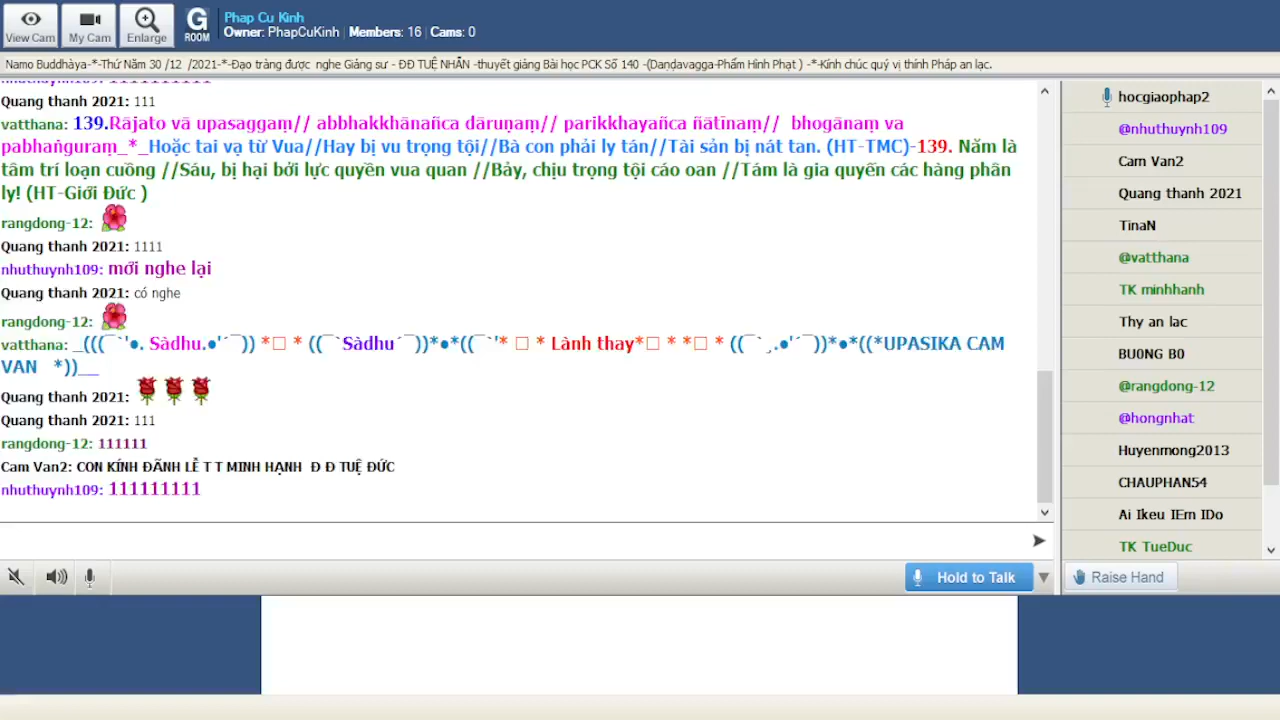 View Cam
My Cam
Enlarge
G
ROOM
Phap Cu Kinh
Owner: PhapCuKinh | Members: 16 | Cams: 0
Namo Buddhàya-*-Thứ Năm 30 /12 /2021-*-Đạo tràng được nghe Giảng sư - ĐĐ TUỆ NHẪN -thuyết giảng Bài học PCK Số 140 -(Daṇḍavagga-Phẩm Hình Phạt ) -*-Kính chúc quý vị thính Pháp an lạc.
Quang thanh 2021: 111
vatthana: 139.Rājato vā upasaggaṃ// abbhakkhānañca dāruṇaṃ// parikkhayañca ñātīnaṃ// bhogānaṃ va
pabhaṅguraṃ_*_Hoặc tai vạ từ Vua//Hay bị vu trọng tội//Bà con phải ly tán//Tài sản bị nát tan. (HT-TMC)-139. Năm là
tâm trí loạn cuồng //Sáu, bị hại bởi lực quyền vua quan //Bảy, chịu trọng tội cáo oan //Tám là gia quyến các hàng phân
ly! (HT-Giới Đức )
rangdong-12:
Quang thanh 2021: 1111
nhuthuynh109: mới nghe lại
Quang thanh 2021: có nghe
rangdong-12:
vatthana: _(((¯`'●. Sàdhu.●'´¯)) *□ * ((¯`Sàdhu´¯))*●*((¯`'* □ * Lành thay*□ * *□ * ((¯`¸.●'´¯))*●*((*UPASIKA CAM
VAN *))__
Quang thanh 2021:
Quang thanh 2021: 111
rangdong-12: 111111
Cam Van2: CON KÍNH ĐÃNH LỄ T T MINH HẠNH Đ Đ TUỆ ĐỨC
nhuthuynh109: 111111111
Hold to Talk
hocgiaophap2
@nhuthuynh109
Cam Van2
Quang thanh 2021
TinaN
@vatthana
TK minhhanh
Thy an lac
BU0NG B0
@rangdong-12
@hongnhat
Huyenmong2013
CHAUPHAN54
Ai Ikeu IEm IDo
TK TueDuc
Raise Hand